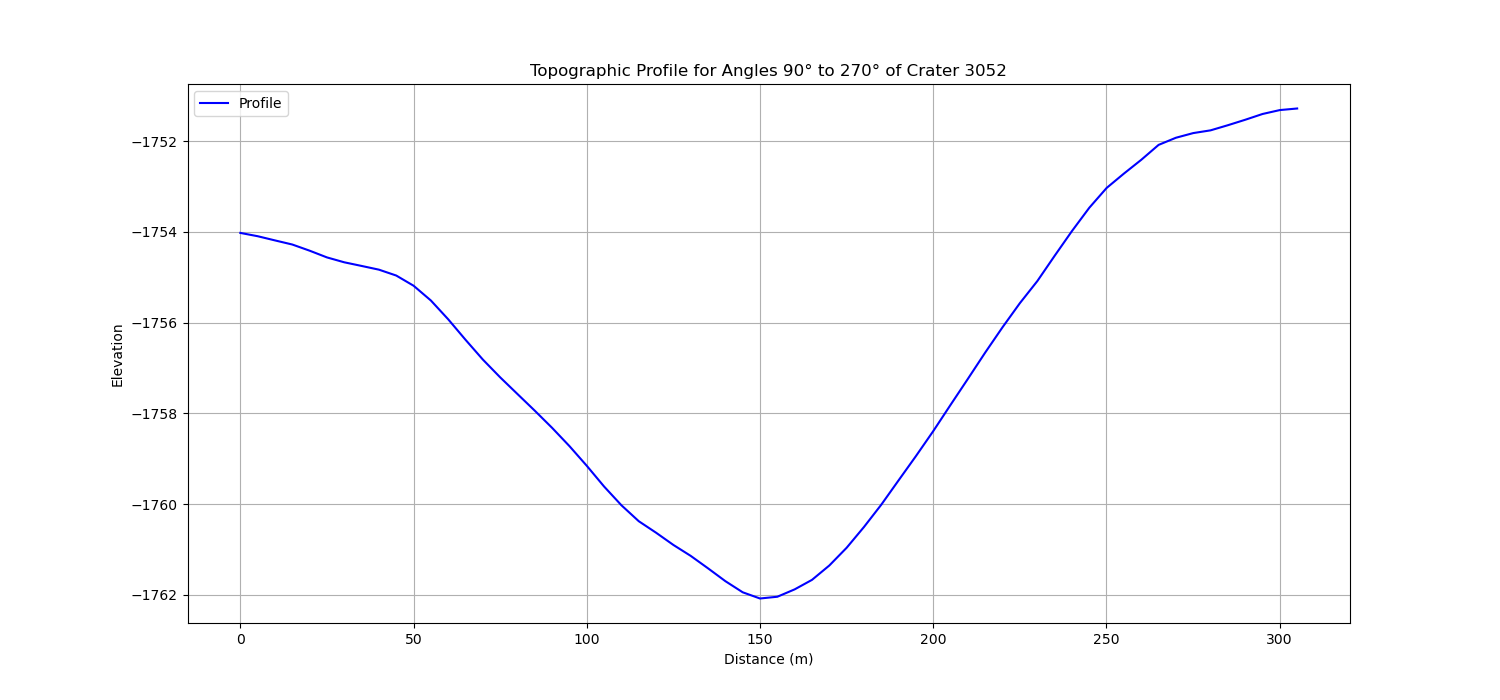 Topographic Profile for Angles 90° to 270° of Crater 3052
Profile
−1752
−1754
−1756
−1758
−1760
−1762
Elevation
0 50 100 150 200 250 300
Distance (m)